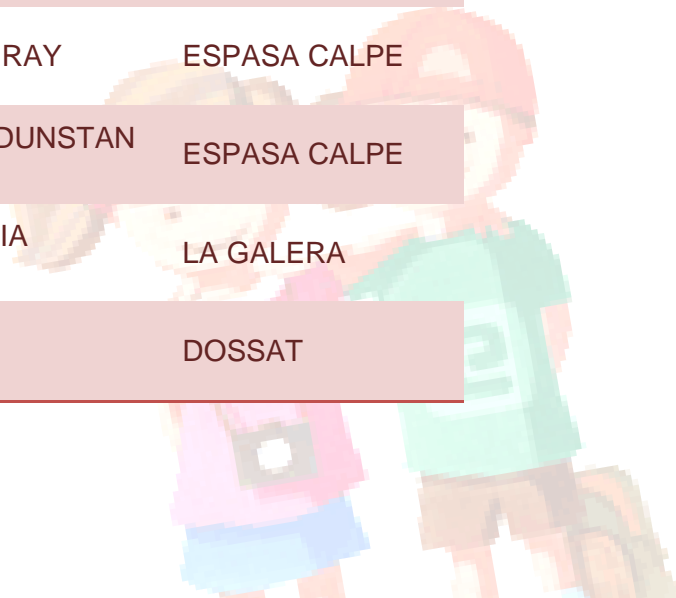 RAY ESPASA CALPE
DUNSTAN
ESPASA CALPE
IA
LA GALERA
DOSSAT